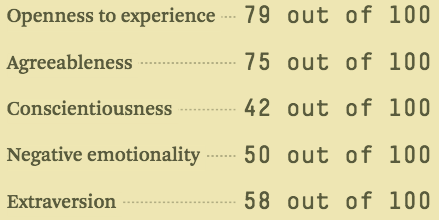 Openness to experience 79 out of 100
Agreeableness 75 out of 100
Conscientiousness 42 out of 100
Negative emotionality 50 out of 100
Extraversion 58 out of 100